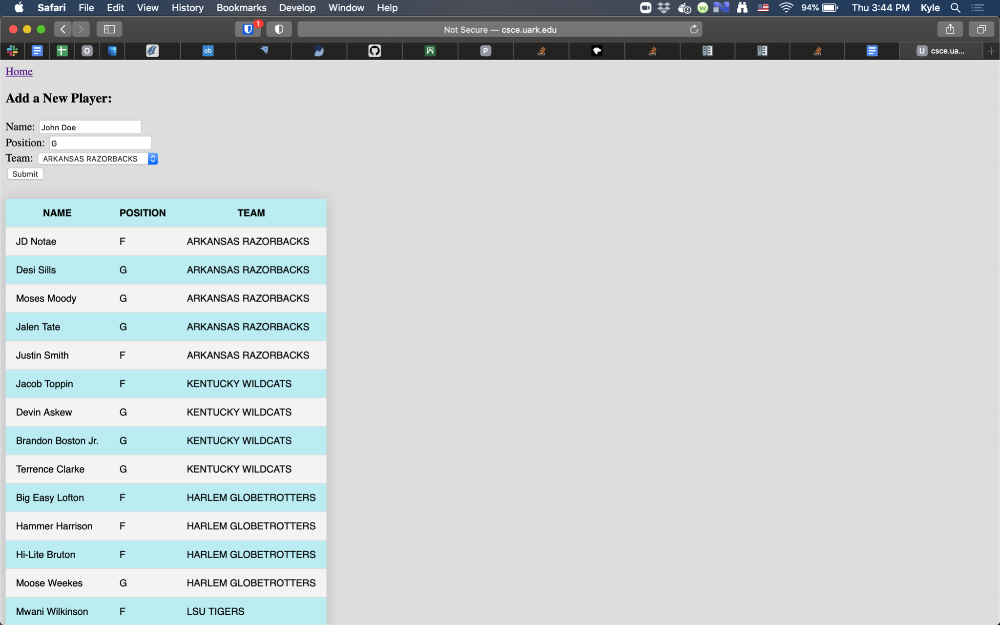 Safari File Edit View History Bookmarks Develop Window Help W 94% Thu 3:44 PM Kyle
1 Not Secure — csce.uark.edu
O cb P U csce.ua...
Home
Add a New Player:
Name: John Doe
Position: G
Team: ARKANSAS RAZORBACKS
Submit
NAME POSITION TEAM
JD Notae F ARKANSAS RAZORBACKS
Desi Sills G ARKANSAS RAZORBACKS
Moses Moody G ARKANSAS RAZORBACKS
Jalen Tate G ARKANSAS RAZORBACKS
Justin Smith F ARKANSAS RAZORBACKS
Jacob Toppin F KENTUCKY WILDCATS
Devin Askew G KENTUCKY WILDCATS
Brandon Boston Jr. G KENTUCKY WILDCATS
Terrence Clarke G KENTUCKY WILDCATS
Big Easy Lofton F HARLEM GLOBETROTTERS
Hammer Harrison F HARLEM GLOBETROTTERS
Hi-Lite Bruton F HARLEM GLOBETROTTERS
Moose Weekes G HARLEM GLOBETROTTERS
Mwani Wilkinson F LSU TIGERS